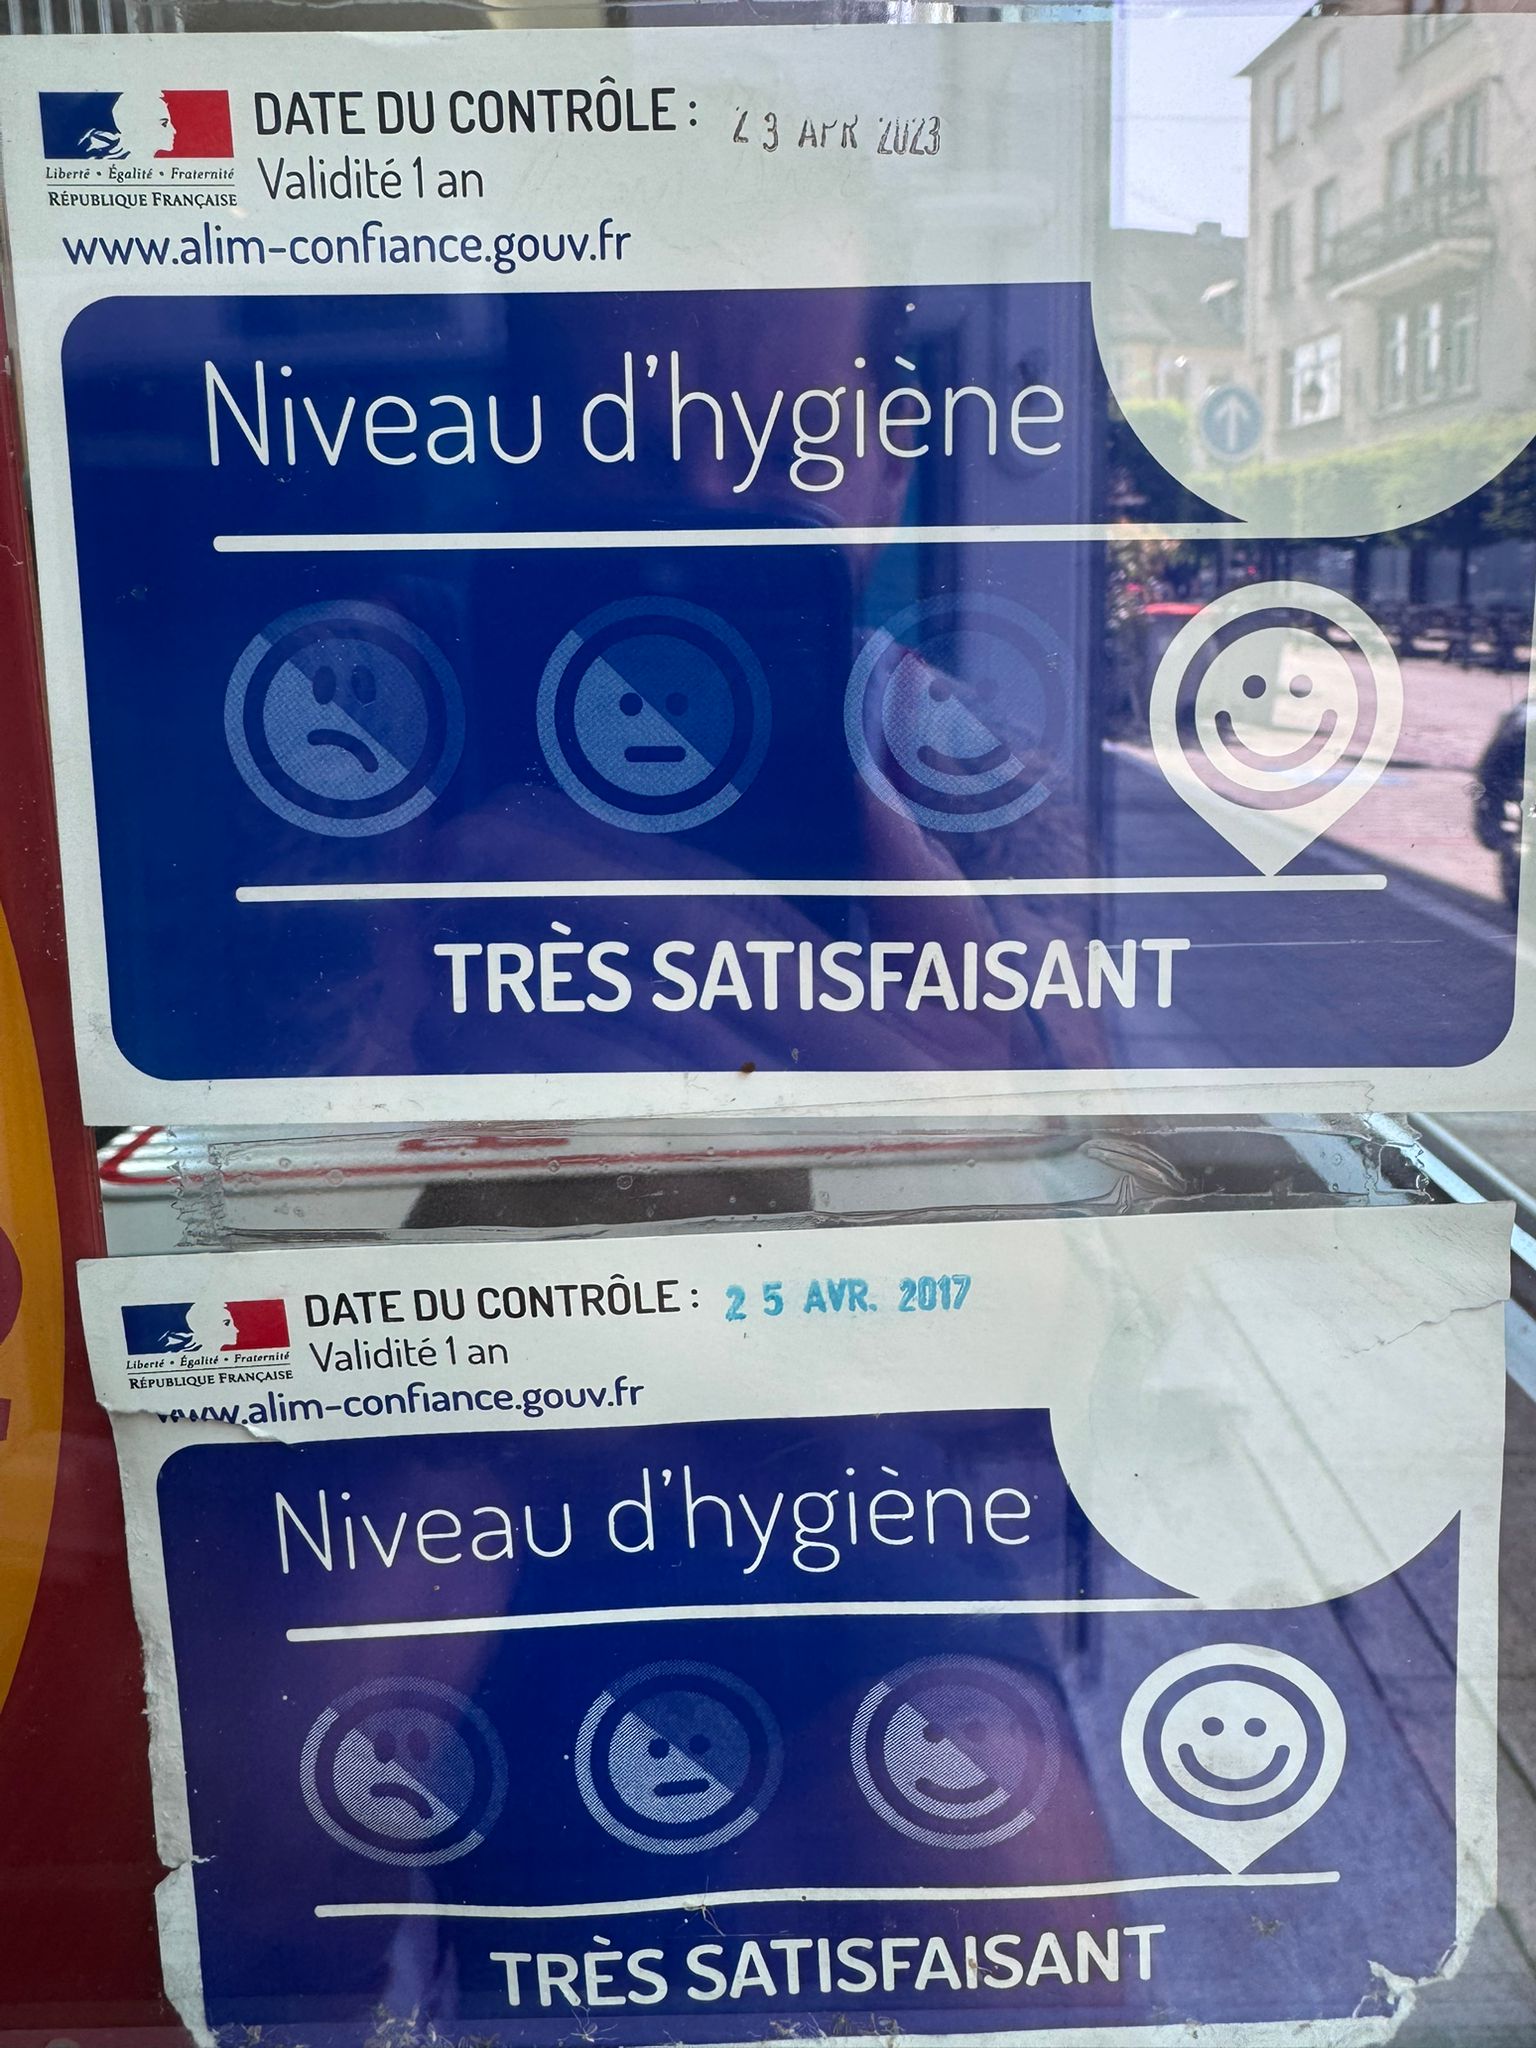 DATE DU CONTRÔLE : 23 APR 2023
Liberté • Égalité • Fraternité
RÉPUBLIQUE FRANÇAISE
Validité 1 an
www.alim-confiance.gouv.fr
Niveau d'hygiène
TRÈS SATISFAISANT
DATE DU CONTRÔLE : 25 AVR. 2017
Liberté • Égalité • Fraternité
RÉPUBLIQUE FRANÇAISE
Validité 1 an
www.alim-confiance.gouv.fr
Niveau d'hygiène
TRÈS SATISFAISANT